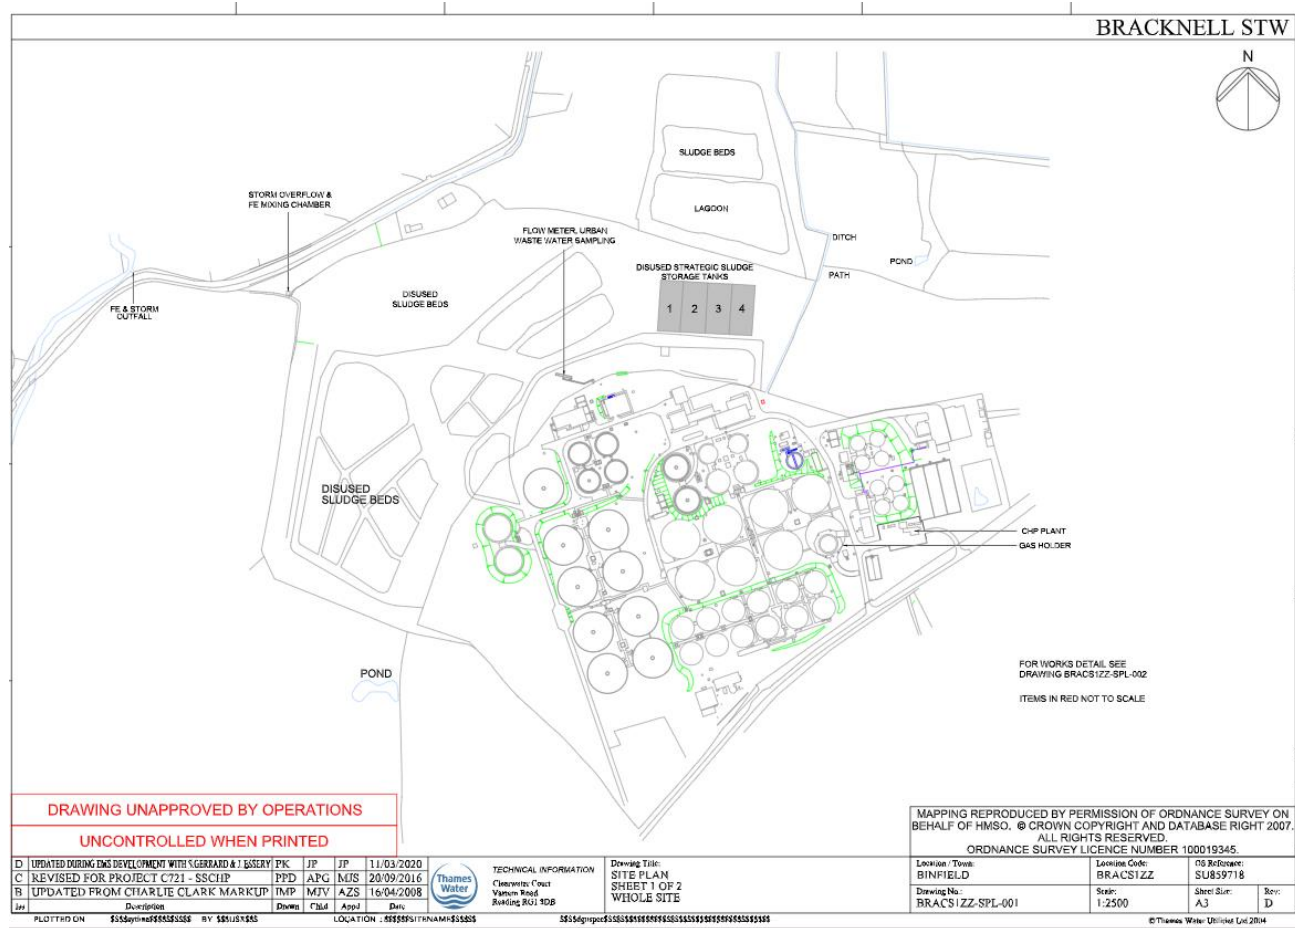 BRACKNELL STW
N
SLUDGE BEDS
LAGOON
STORM OVERFLOW &
FE MIXING CHAMBER
FLOW METER, URBAN
WASTE WATER SAMPLING
DITCH
POND
PATH
DISUSED STRATEGIC SLUDGE
STORAGE TANKS
1 2 3 4
DISUSED
SLUDGE BEDS
FE & STORM
OUTFALL
DISUSED
SLUDGE BEDS
CHP PLANT
GAS HOLDER
POND
FOR WORKS DETAIL SEE
DRAWING BRACS1ZZ-SPL-002
ITEMS IN RED NOT TO SCALE
DRAWING UNAPPROVED BY OPERATIONS
UNCONTROLLED WHEN PRINTED
MAPPING REPRODUCED BY PERMISSION OF ORDNANCE SURVEY ON
BEHALF OF HMSO. © CROWN COPYRIGHT AND DATABASE RIGHT 2007.
ALL RIGHTS RESERVED.
ORDNANCE SURVEY LICENCE NUMBER 100019345.
D UPDATED DURING EMS DEVELOPMENT WITH S.GERRARD & J. ESSERY PK JP JP 11/03/2020
C REVISED FOR PROJECT C721 - SSCHP PPD APG MJS 20/09/2016
B UPDATED FROM CHARLIE CLARK MARKUP IMP MJV AZS 16/04/2008
Iss Description Drawn Chkd Appd Date
Thames
Water
TECHNICAL INFORMATION
Clearwater Court
Vastern Road
Reading RG1 8DB
Drawing Title:
SITE PLAN
SHEET 1 OF 2
WHOLE SITE
Location / Town:
BINFIELD
Location Code:
BRACS1ZZ
OS Reference:
SU859718
Drawing No.:
BRACS1ZZ-SPL-001
Scale:
1:2500
Sheet Size:
A3
Rev:
D
PLOTTED ON BY LOCATION :
© Thames Water Utilities Ltd 2004